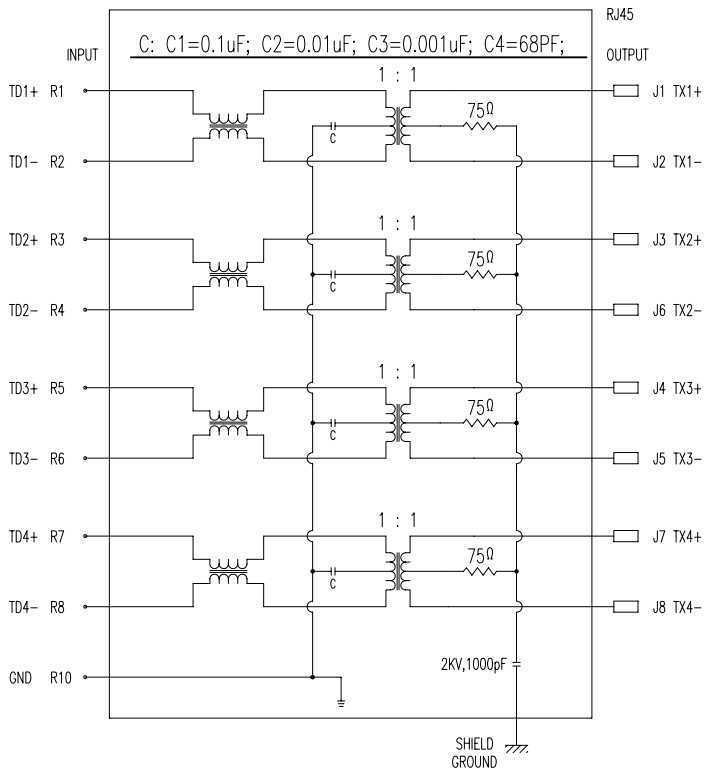 RJ45
C: C1=0.1uF; C2=0.01uF; C3=0.001uF; C4=68PF;
INPUT
OUTPUT
1 : 1
TD1+ R1
J1 TX1+
75Ω
C
TD1- R2
J2 TX1-
1 : 1
TD2+ R3
J3 TX2+
75Ω
C
TD2- R4
J6 TX2-
1 : 1
TD3+ R5
J4 TX3+
75Ω
C
TD3- R6
J5 TX3-
1 : 1
TD4+ R7
J7 TX4+
75Ω
C
TD4- R8
J8 TX4-
2KV,1000pF
GND R10
SHIELD
GROUND